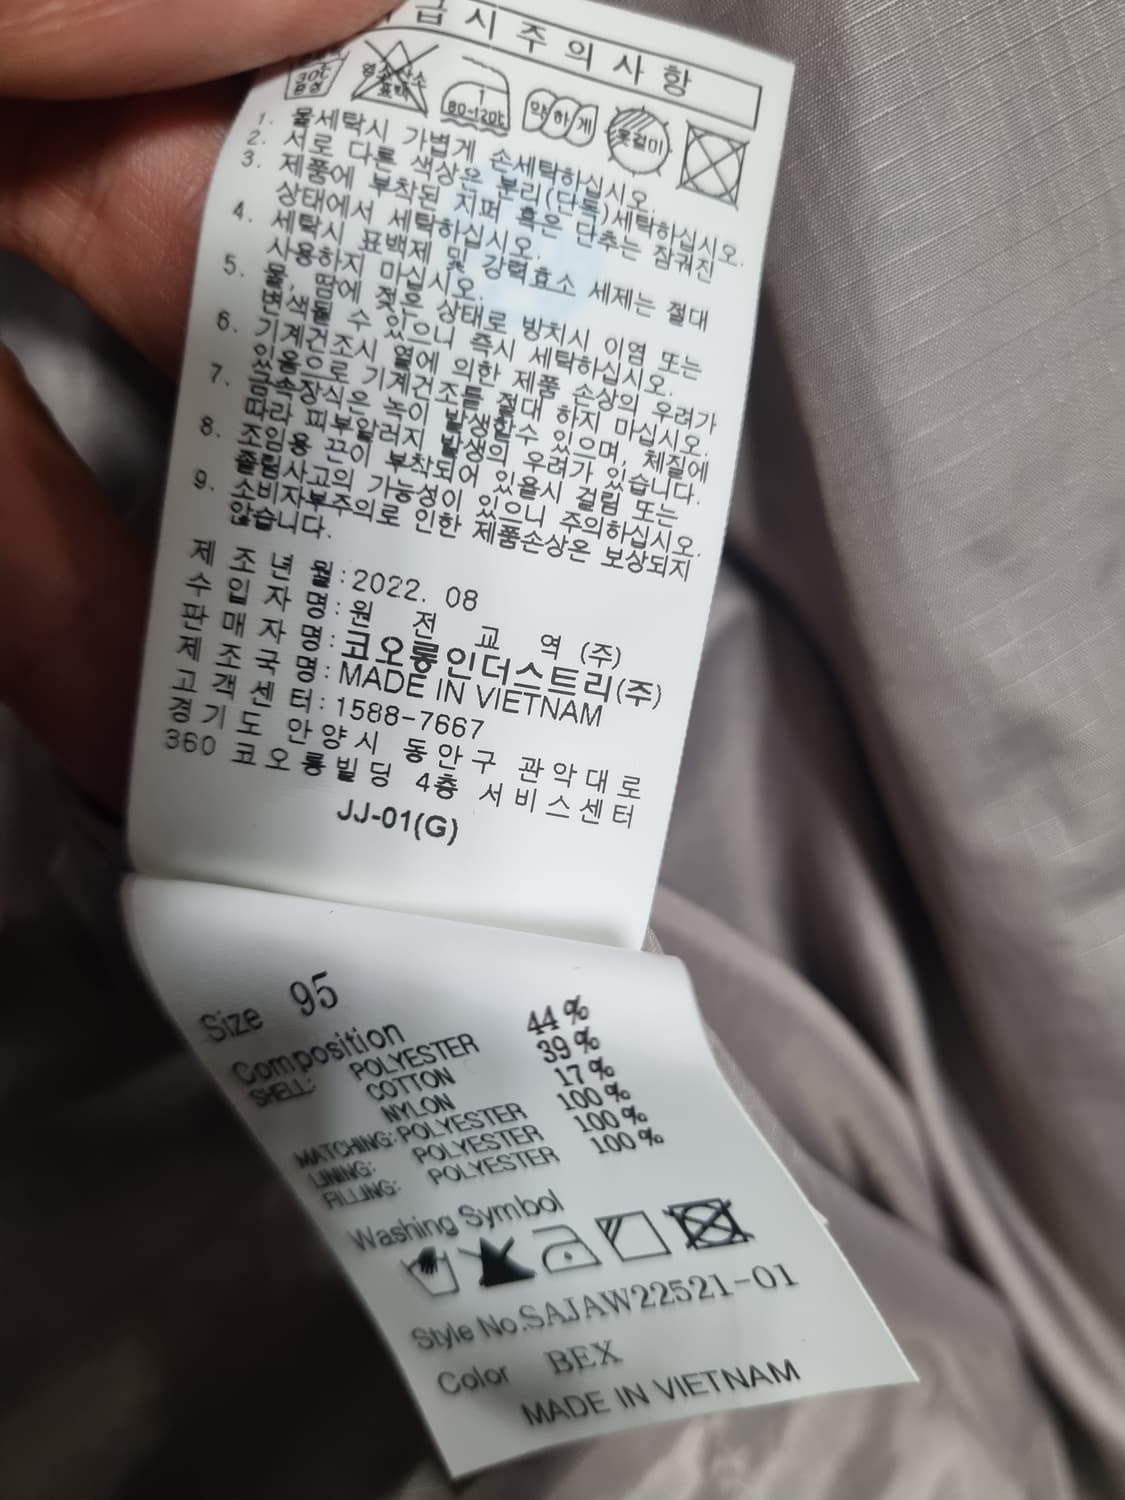 급시주의사항
30℃ 중성
염소산소 표백
80~120℃
약하게
옷걸이
1. 물세탁시 가볍게 손세탁하십시오.
2. 서로 다른 색상은 분리(단독)세탁하십시오.
3. 제품에 부착된 지퍼 혹은 단추는 잠궈진
상태에서 세탁하십시오.
4. 세탁시 표백제 및 강력효소 세제는 절대
사용하지 마십시오.
5. 물, 땀에 젖은 상태로 방치시 이염 또는
변색될 수 있으니 즉시 세탁하십시오.
6. 기계건조시 열에 의한 제품 손상의 우려가
있음으로 기계건조를 절대 하지 마십시오.
7. 금속장식은 녹이 발생할수 있으며, 체질에
따라 피부알러지 발생의 우려가 있습니다.
8. 조임용 끈이 부착되어 있을시 걸림 또는
졸림사고의 가능성이 있으니 주의하십시오.
9. 소비자부주의로 인한 제품손상은 보상되지
않습니다.
제조년월:2022. 08
수입자명:원전교역(주)
판매자명:코오롱인더스트리(주)
제조국명:MADE IN VIETNAM
고객센터:1588-7667
경기도 안양시 동안구 관악대로
360 코오롱빌딩 4층 서비스센터
JJ-01(G)
Size 95
Composition
SHELL: POLYESTER 44%
COTTON 39%
NYLON 17%
MATCHING: POLYESTER 100%
LINING: POLYESTER 100%
FILLING: POLYESTER 100%
Washing Symbol
Style No.SAJAW22521-01
Color BEX
MADE IN VIETNAM